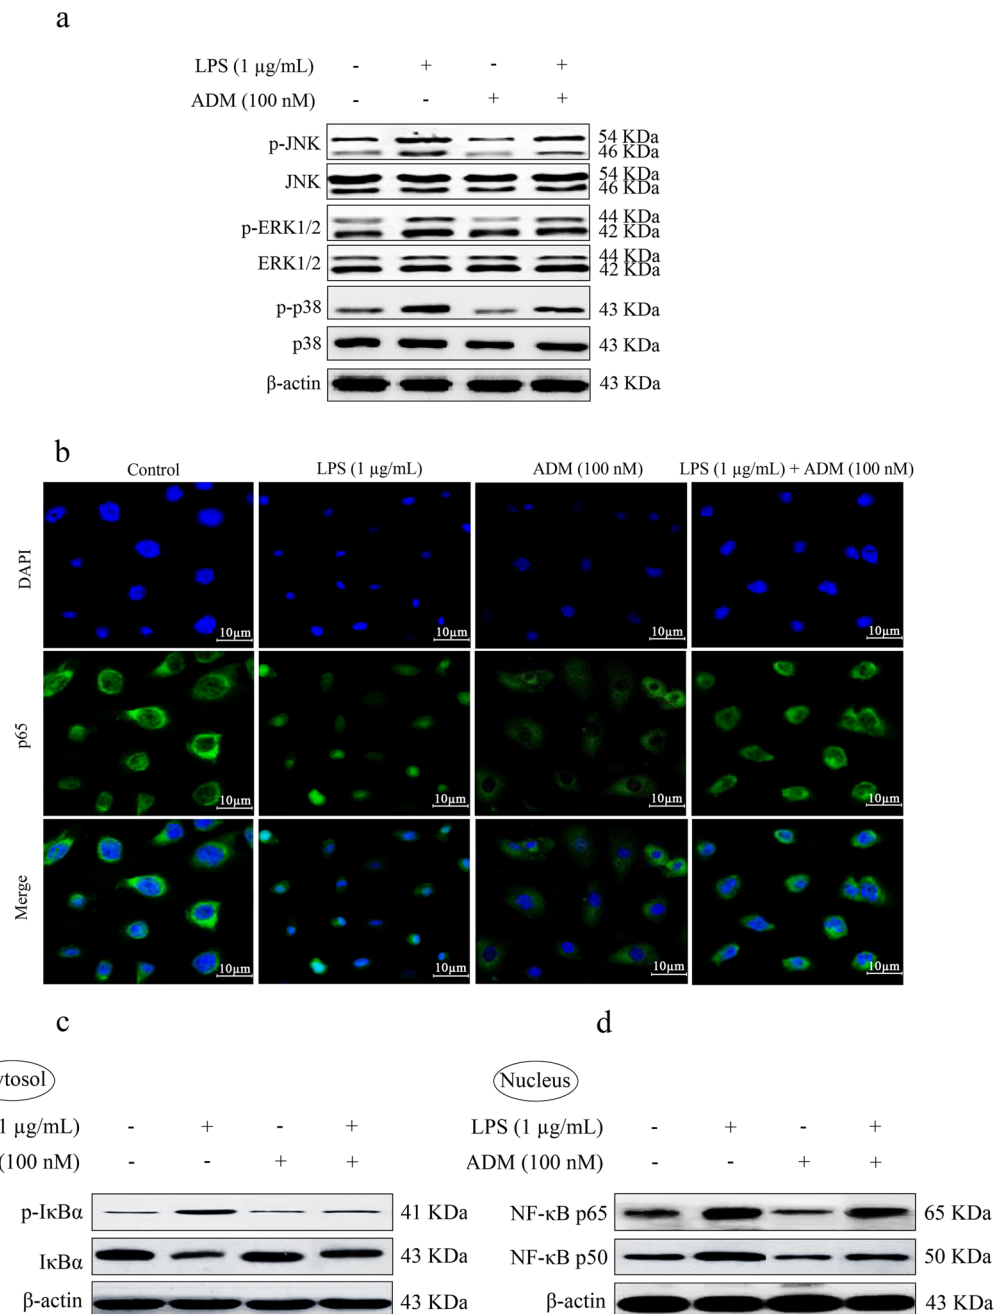 a
LPS (1 µg/mL) - + - +
ADM (100 nM) - - + +
p-JNK 54 KDa
46 KDa
JNK 54 KDa
46 KDa
p-ERK1/2 44 KDa
42 KDa
ERK1/2 44 KDa
42 KDa
p-p38 43 KDa
p38 43 KDa
β-actin 43 KDa
b
Control LPS (1 µg/mL) ADM (100 nM) LPS (1 µg/mL) + ADM (100 nM)
DAPI
10µm 10µm 10µm 10µm
p65
10µm 10µm 10µm 10µm
Merge
10µm 10µm 10µm 10µm
c d
ytosol Nucleus
1 µg/mL) - + - + LPS (1 µg/mL) - + - +
(100 nM) - - + + ADM (100 nM) - - + +
p-IκBα 41 KDa NF-κB p65 65 KDa
IκBα 43 KDa NF-κB p50 50 KDa
β-actin 43 KDa β-actin 43 KDa